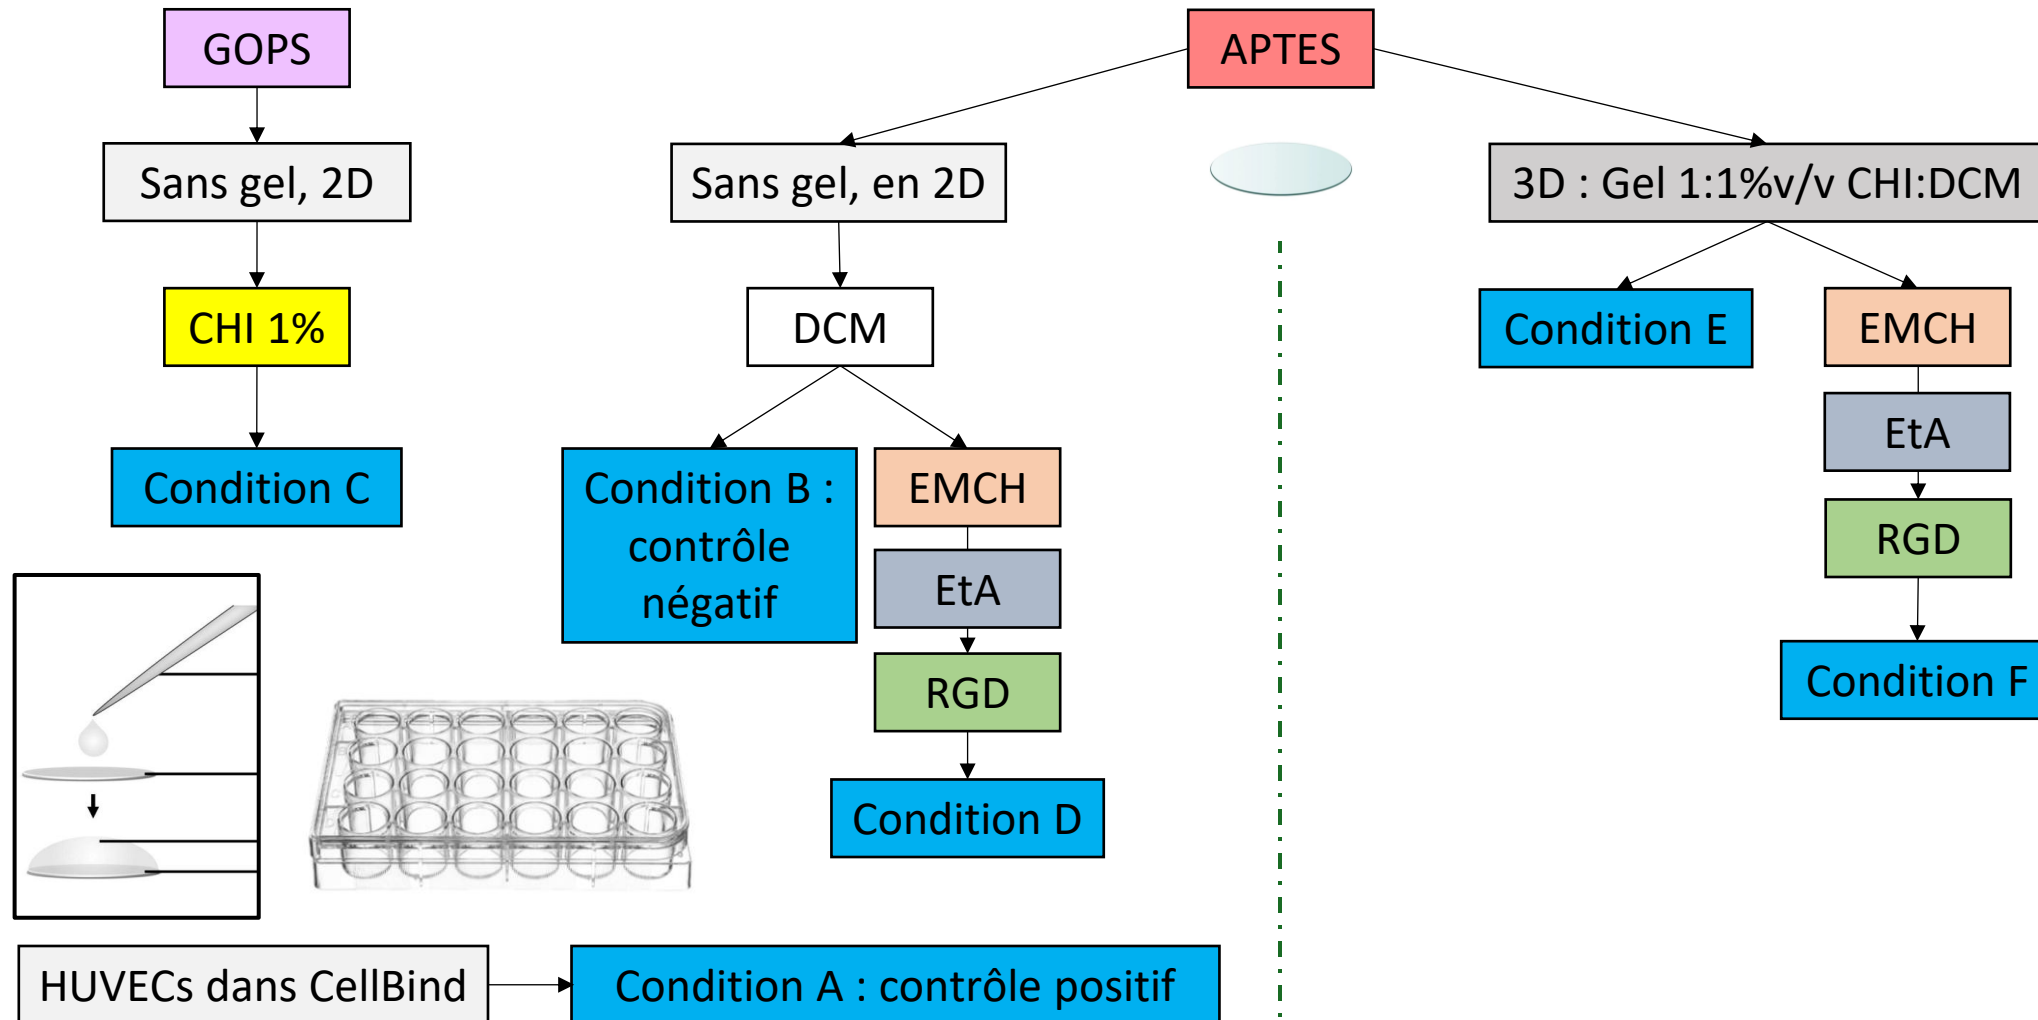 GOPS
APTES
Sans gel, 2D
Sans gel, en 2D
3D : Gel 1:1%v/v CHI:DCM
CHI 1%
DCM
Condition E
EMCH
EtA
Condition C
Condition B :
contrôle
négatif
EMCH
RGD
EtA
RGD
Condition F
Condition D
HUVECs dans CellBind
Condition A : contrôle positif